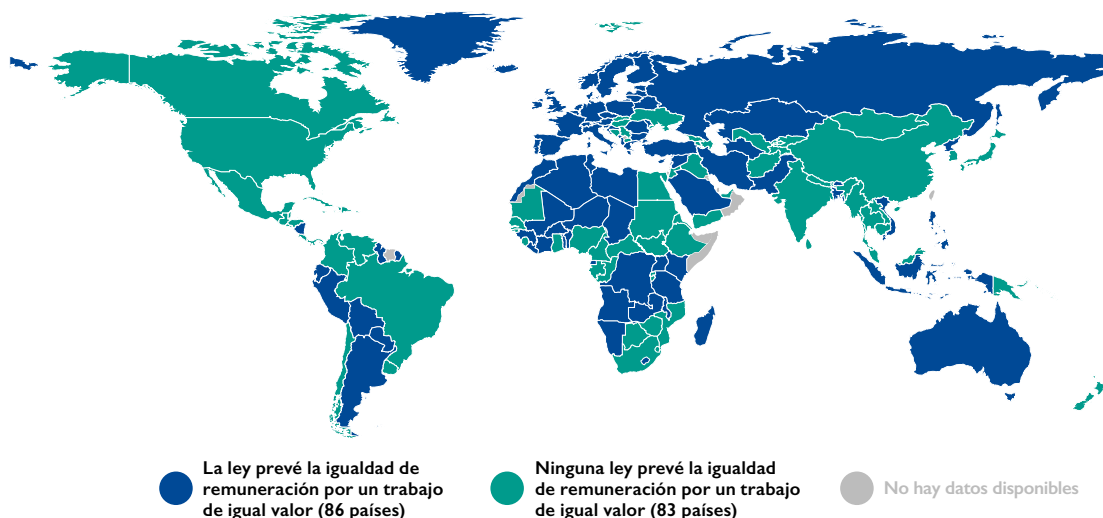 La ley prevé la igualdad de
remuneración por un trabajo
de igual valor (86 países)
Ninguna ley prevé la igualdad
de remuneración por un trabajo
de igual valor (83 países)
No hay datos disponibles